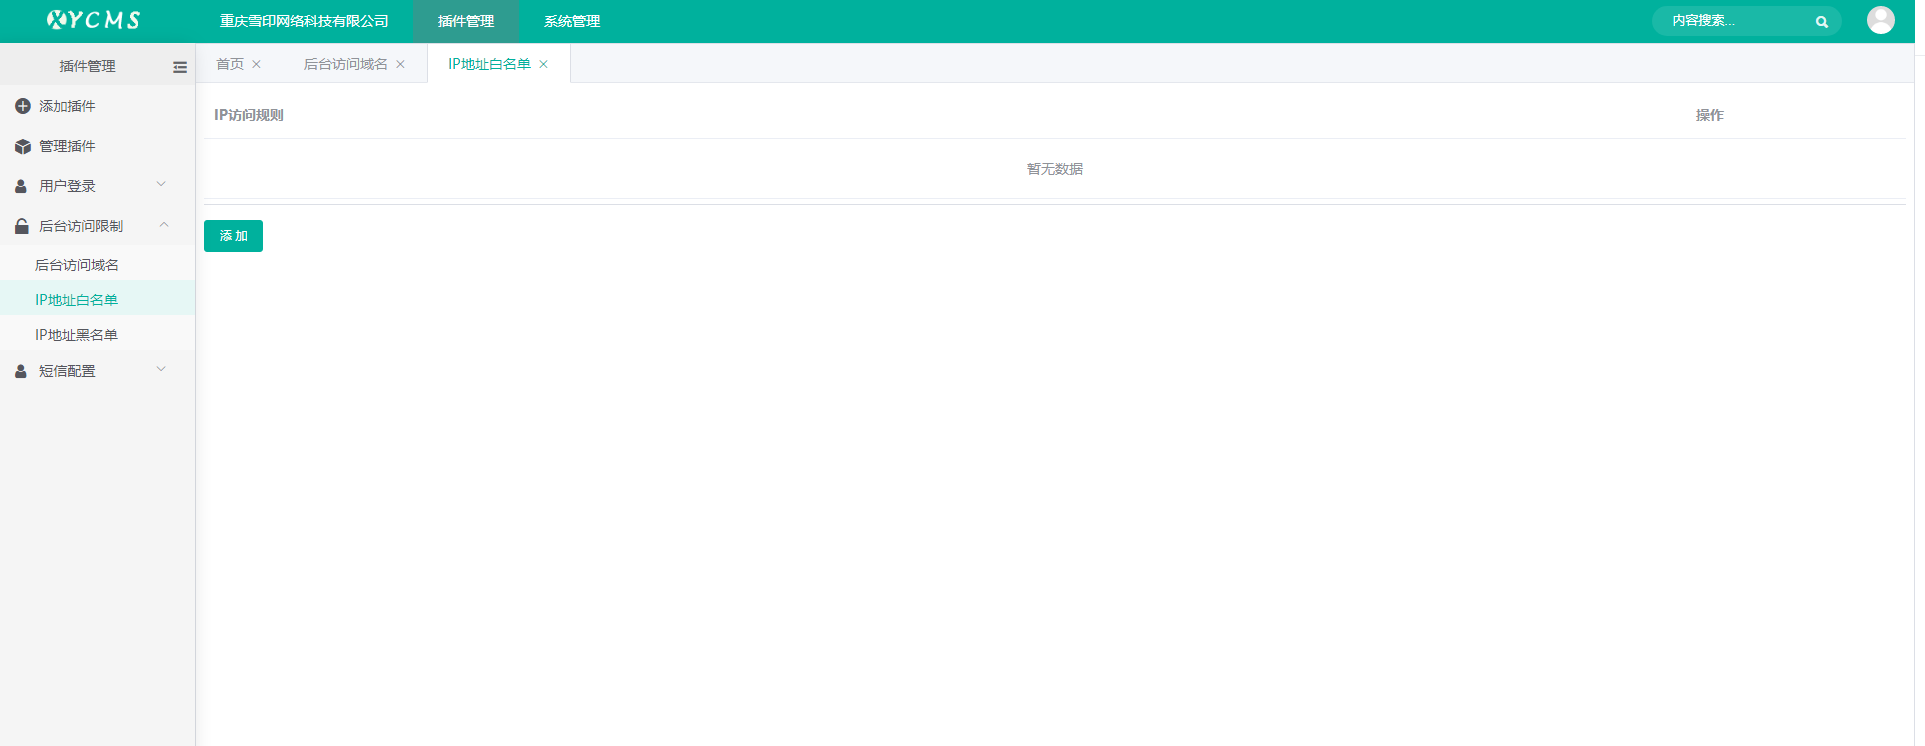 XYCMS
重庆雪印网络科技有限公司
插件管理
系统管理
内容搜索...
插件管理
首页
后台访问域名
IP地址白名单
添加插件
管理插件
用户登录
后台访问限制
后台访问域名
IP地址白名单
IP地址黑名单
短信配置
IP访问规则
操作
暂无数据
添 加